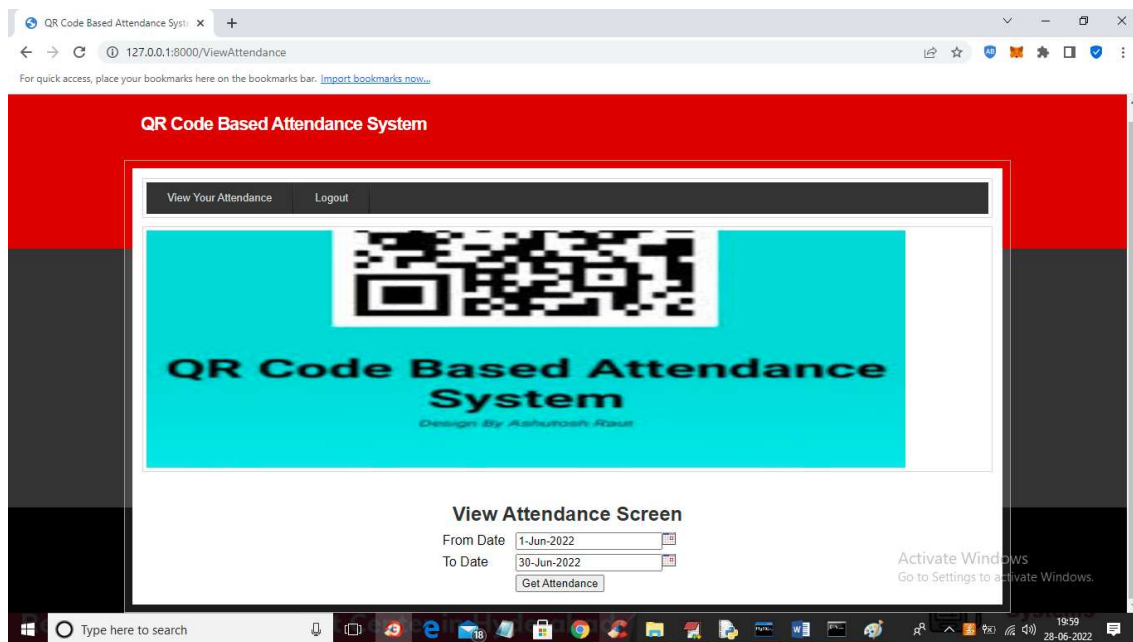 QR Code Based Attendance Syst
127.0.0.1:8000/ViewAttendance
For quick access, place your bookmarks here on the bookmarks bar. Import bookmarks now...
QR Code Based Attendance System
View Your Attendance Logout
QR Code Based Attendance
System
Design By Ashutosh Raut
View Attendance Screen
From Date 1-Jun-2022
To Date 30-Jun-2022
Get Attendance
Activate Windows
Go to Settings to activate Windows.
Type here to search
18
19:59
28-06-2022